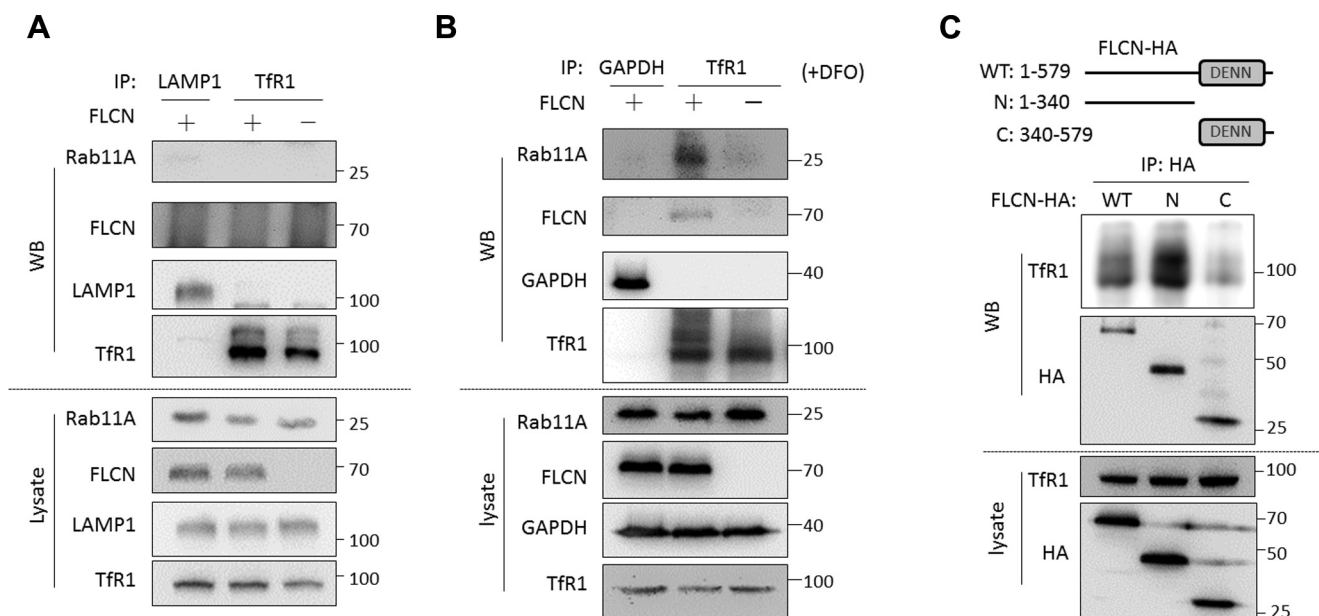 A
IP: LAMP1 TfR1
FLCN + + −
Rab11A 25
FLCN 70
WB
LAMP1 100
TfR1 100
Rab11A 25
FLCN 70
Lysate
LAMP1 100
TfR1 100
B
IP: GAPDH TfR1 (+DFO)
FLCN + + −
Rab11A 25
FLCN 70
WB
GAPDH 40
TfR1 100
Rab11A 25
FLCN 70
lysate
GAPDH 40
TfR1 100
C
FLCN-HA
WT: 1-579 DENN
N: 1-340
C: 340-579 DENN
IP: HA
FLCN-HA: WT N C
TfR1 100
WB
70
50
HA
25
TfR1 100
70
lysate
HA 50
25